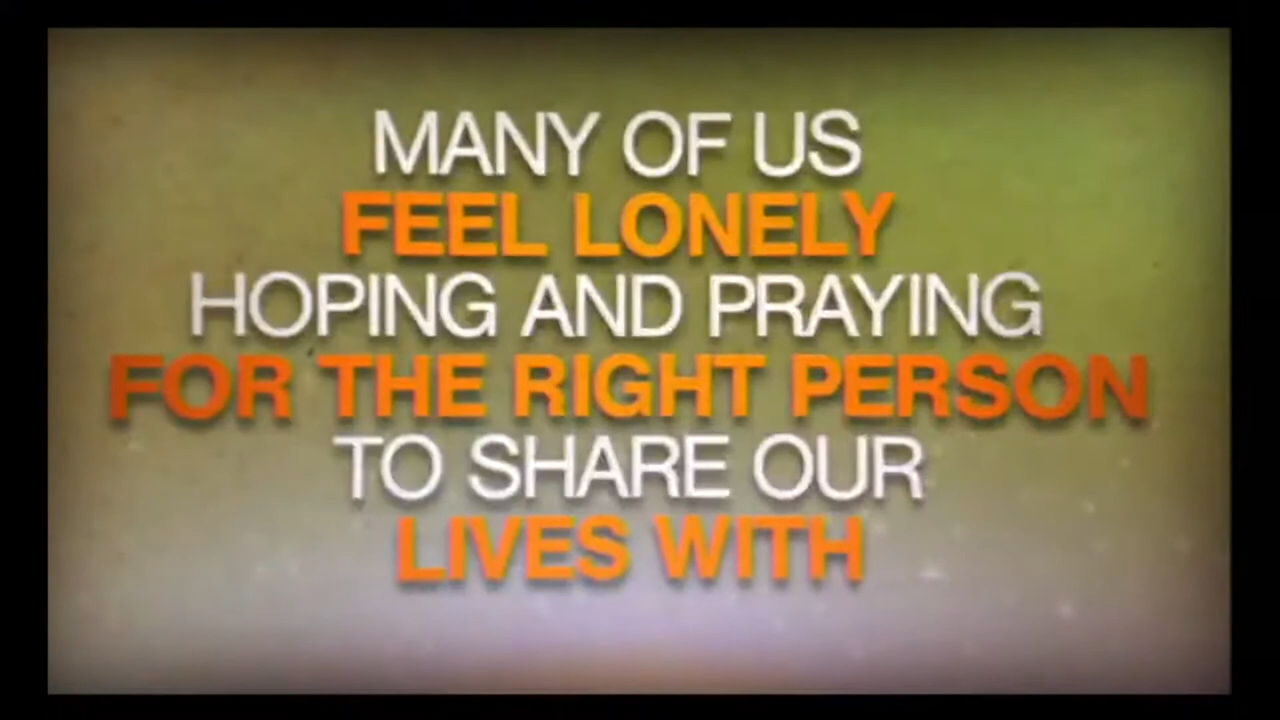 MANY OF US
FEEL LONELY
HOPING AND PRAYING
FOR THE RIGHT PERSON
TO SHARE OUR
LIVES WITH